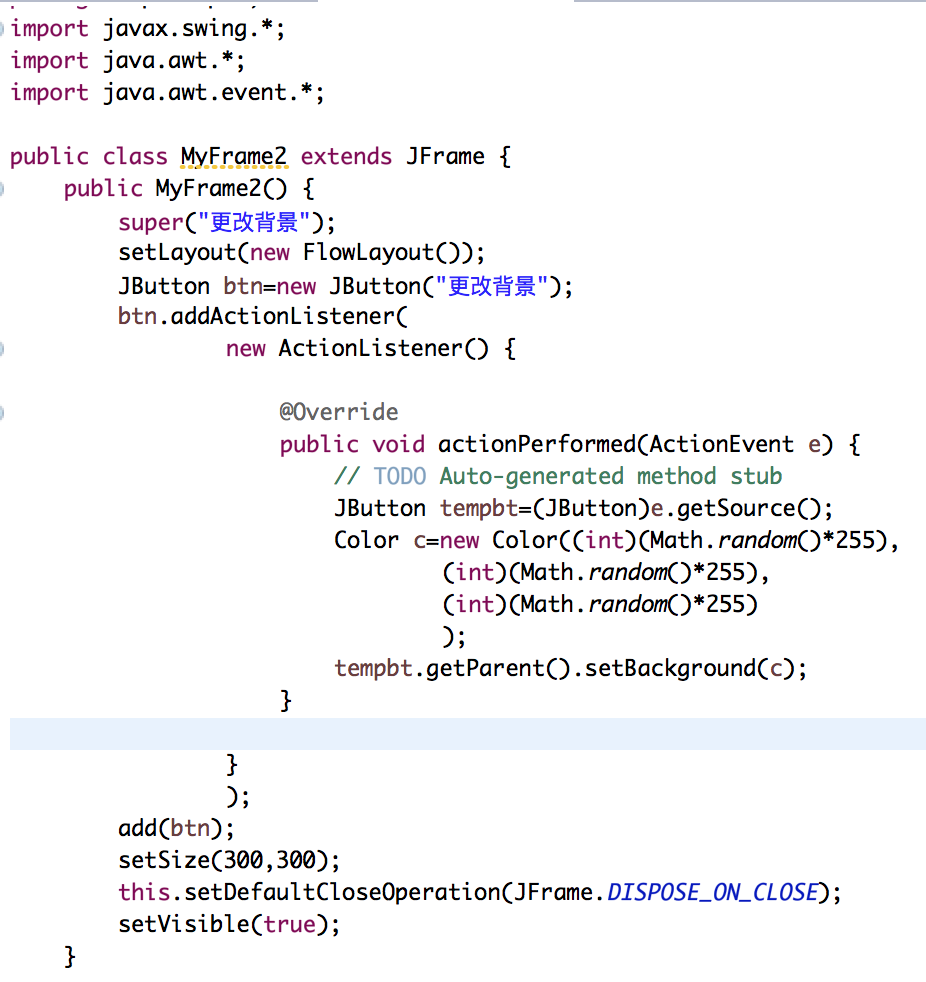 import javax.swing.*;
import java.awt.*;
import java.awt.event.*;
public class MyFrame2 extends JFrame {
public MyFrame2() {
super("更改背景");
setLayout(new FlowLayout());
JButton btn=new JButton("更改背景");
btn.addActionListener(
new ActionListener() {
@Override
public void actionPerformed(ActionEvent e) {
// TODO Auto-generated method stub
JButton tempbt=(JButton)e.getSource();
Color c=new Color((int)(Math.random()*255),
(int)(Math.random()*255),
(int)(Math.random()*255)
);
tempbt.getParent().setBackground(c);
}
}
);
add(btn);
setSize(300,300);
this.setDefaultCloseOperation(JFrame.DISPOSE_ON_CLOSE);
setVisible(true);
}